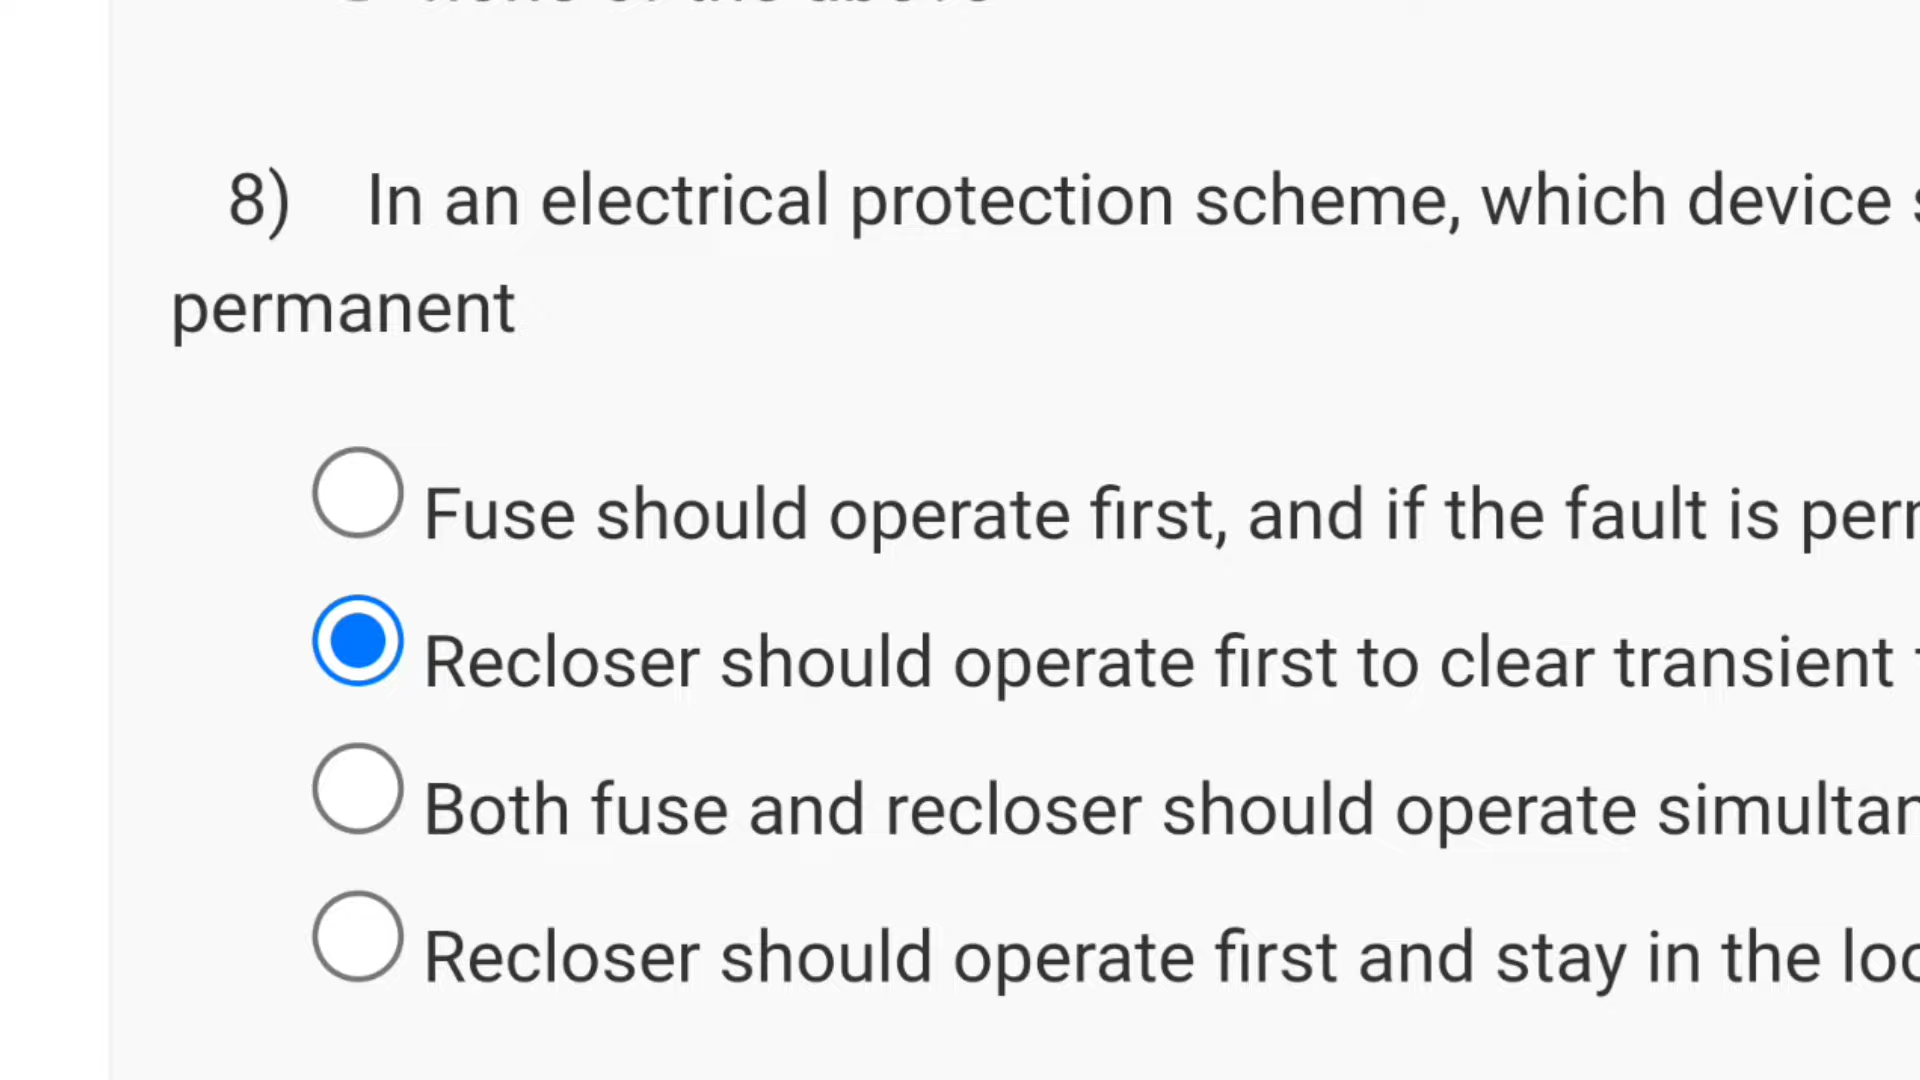 8) In an electrical protection scheme, which device
permanent
Fuse should operate first, and if the fault is
Recloser should operate first to clear transient
Both fuse and recloser should operate
Recloser should operate first and stay in the